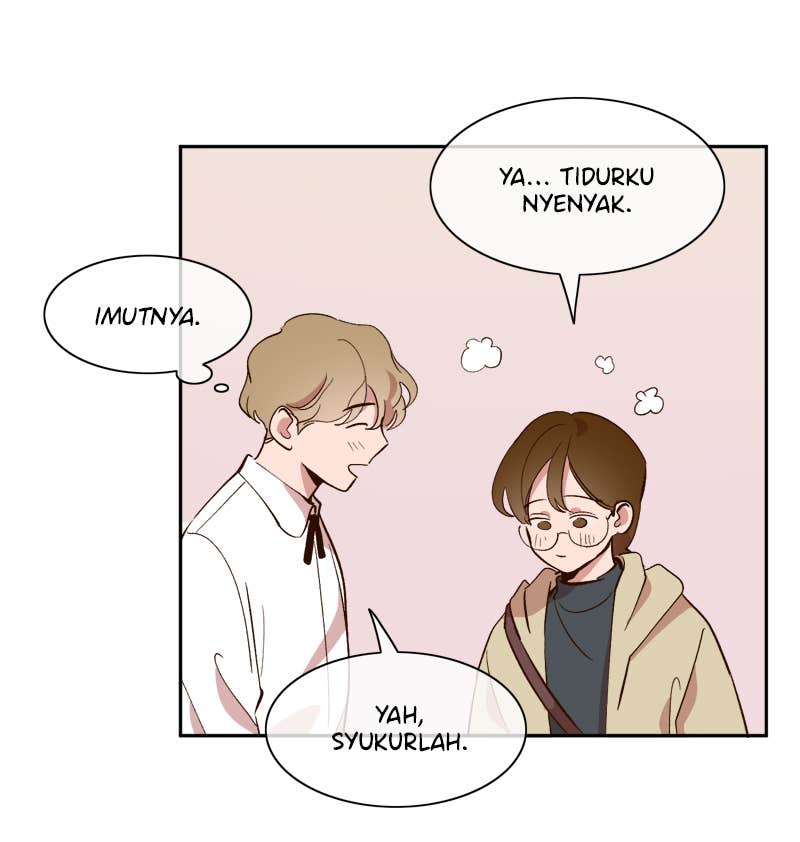 YA... TIDURKU
NYENYAK.
IMUTNYA.
YAH,
SYUKURLAH.